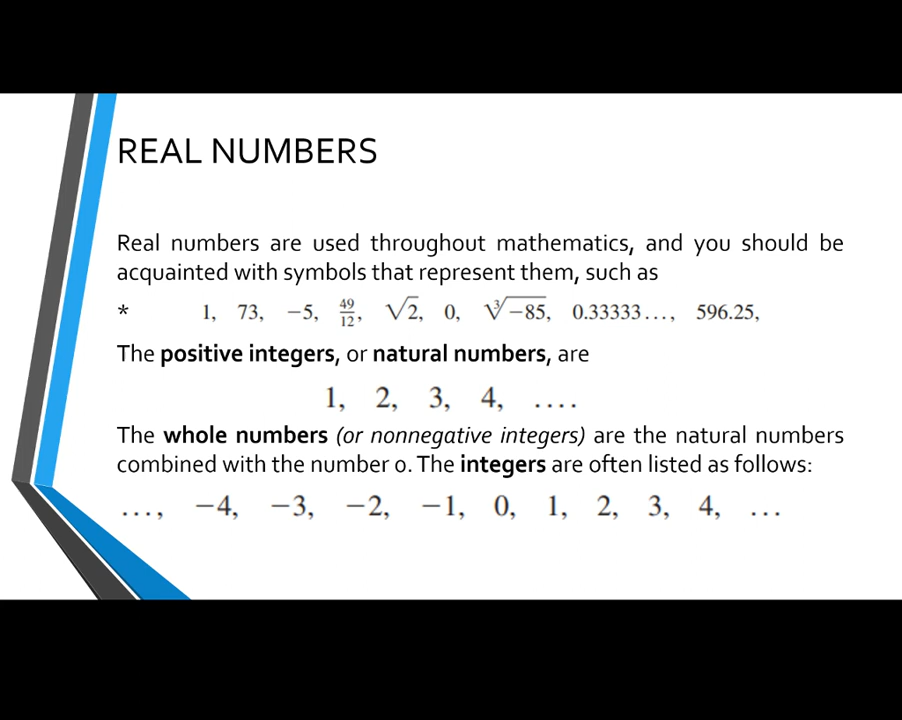 REAL NUMBERS
Real numbers are used throughout mathematics, and you should be
acquainted with symbols that represent them, such as
* 1, 73, −5, 49/12, √2, 0, ∛−85, 0.33333…, 596.25,
The positive integers, or natural numbers, are
1, 2, 3, 4, ....
The whole numbers (or nonnegative integers) are the natural numbers
combined with the number 0. The integers are often listed as follows:
..., −4, −3, −2, −1, 0, 1, 2, 3, 4, ...